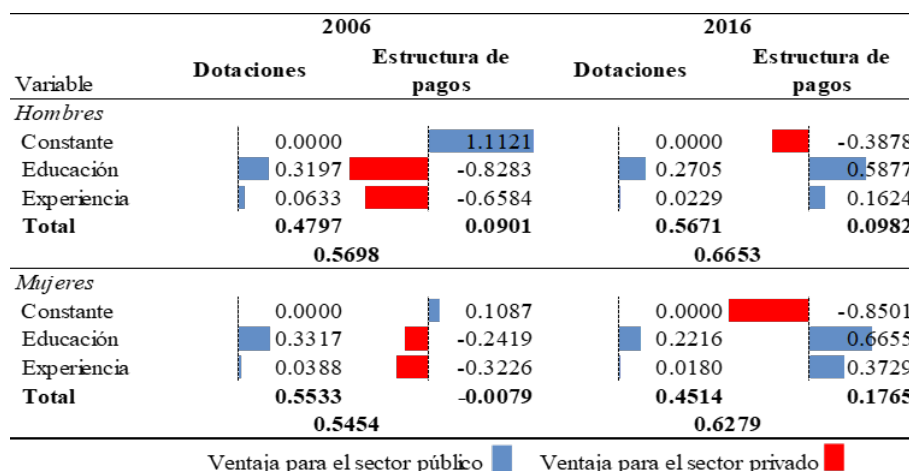 2006 2016
Variable Dotaciones Estructura de pagos Dotaciones Estructura de pagos
Hombres
Constante 0.0000 1.1121 0.0000 -0.3878
Educación 0.3197 -0.8283 0.2705 0.5877
Experiencia 0.0633 -0.6584 0.0229 0.1624
Total 0.4797 0.0901 0.5671 0.0982
0.5698 0.6653
Mujeres
Constante 0.0000 0.1087 0.0000 -0.8501
Educación 0.3317 -0.2419 0.2216 0.6655
Experiencia 0.0388 -0.3226 0.0180 0.3729
Total 0.5533 -0.0079 0.4514 0.1765
0.5454 0.6279
Ventaja para el sector público Ventaja para el sector privado